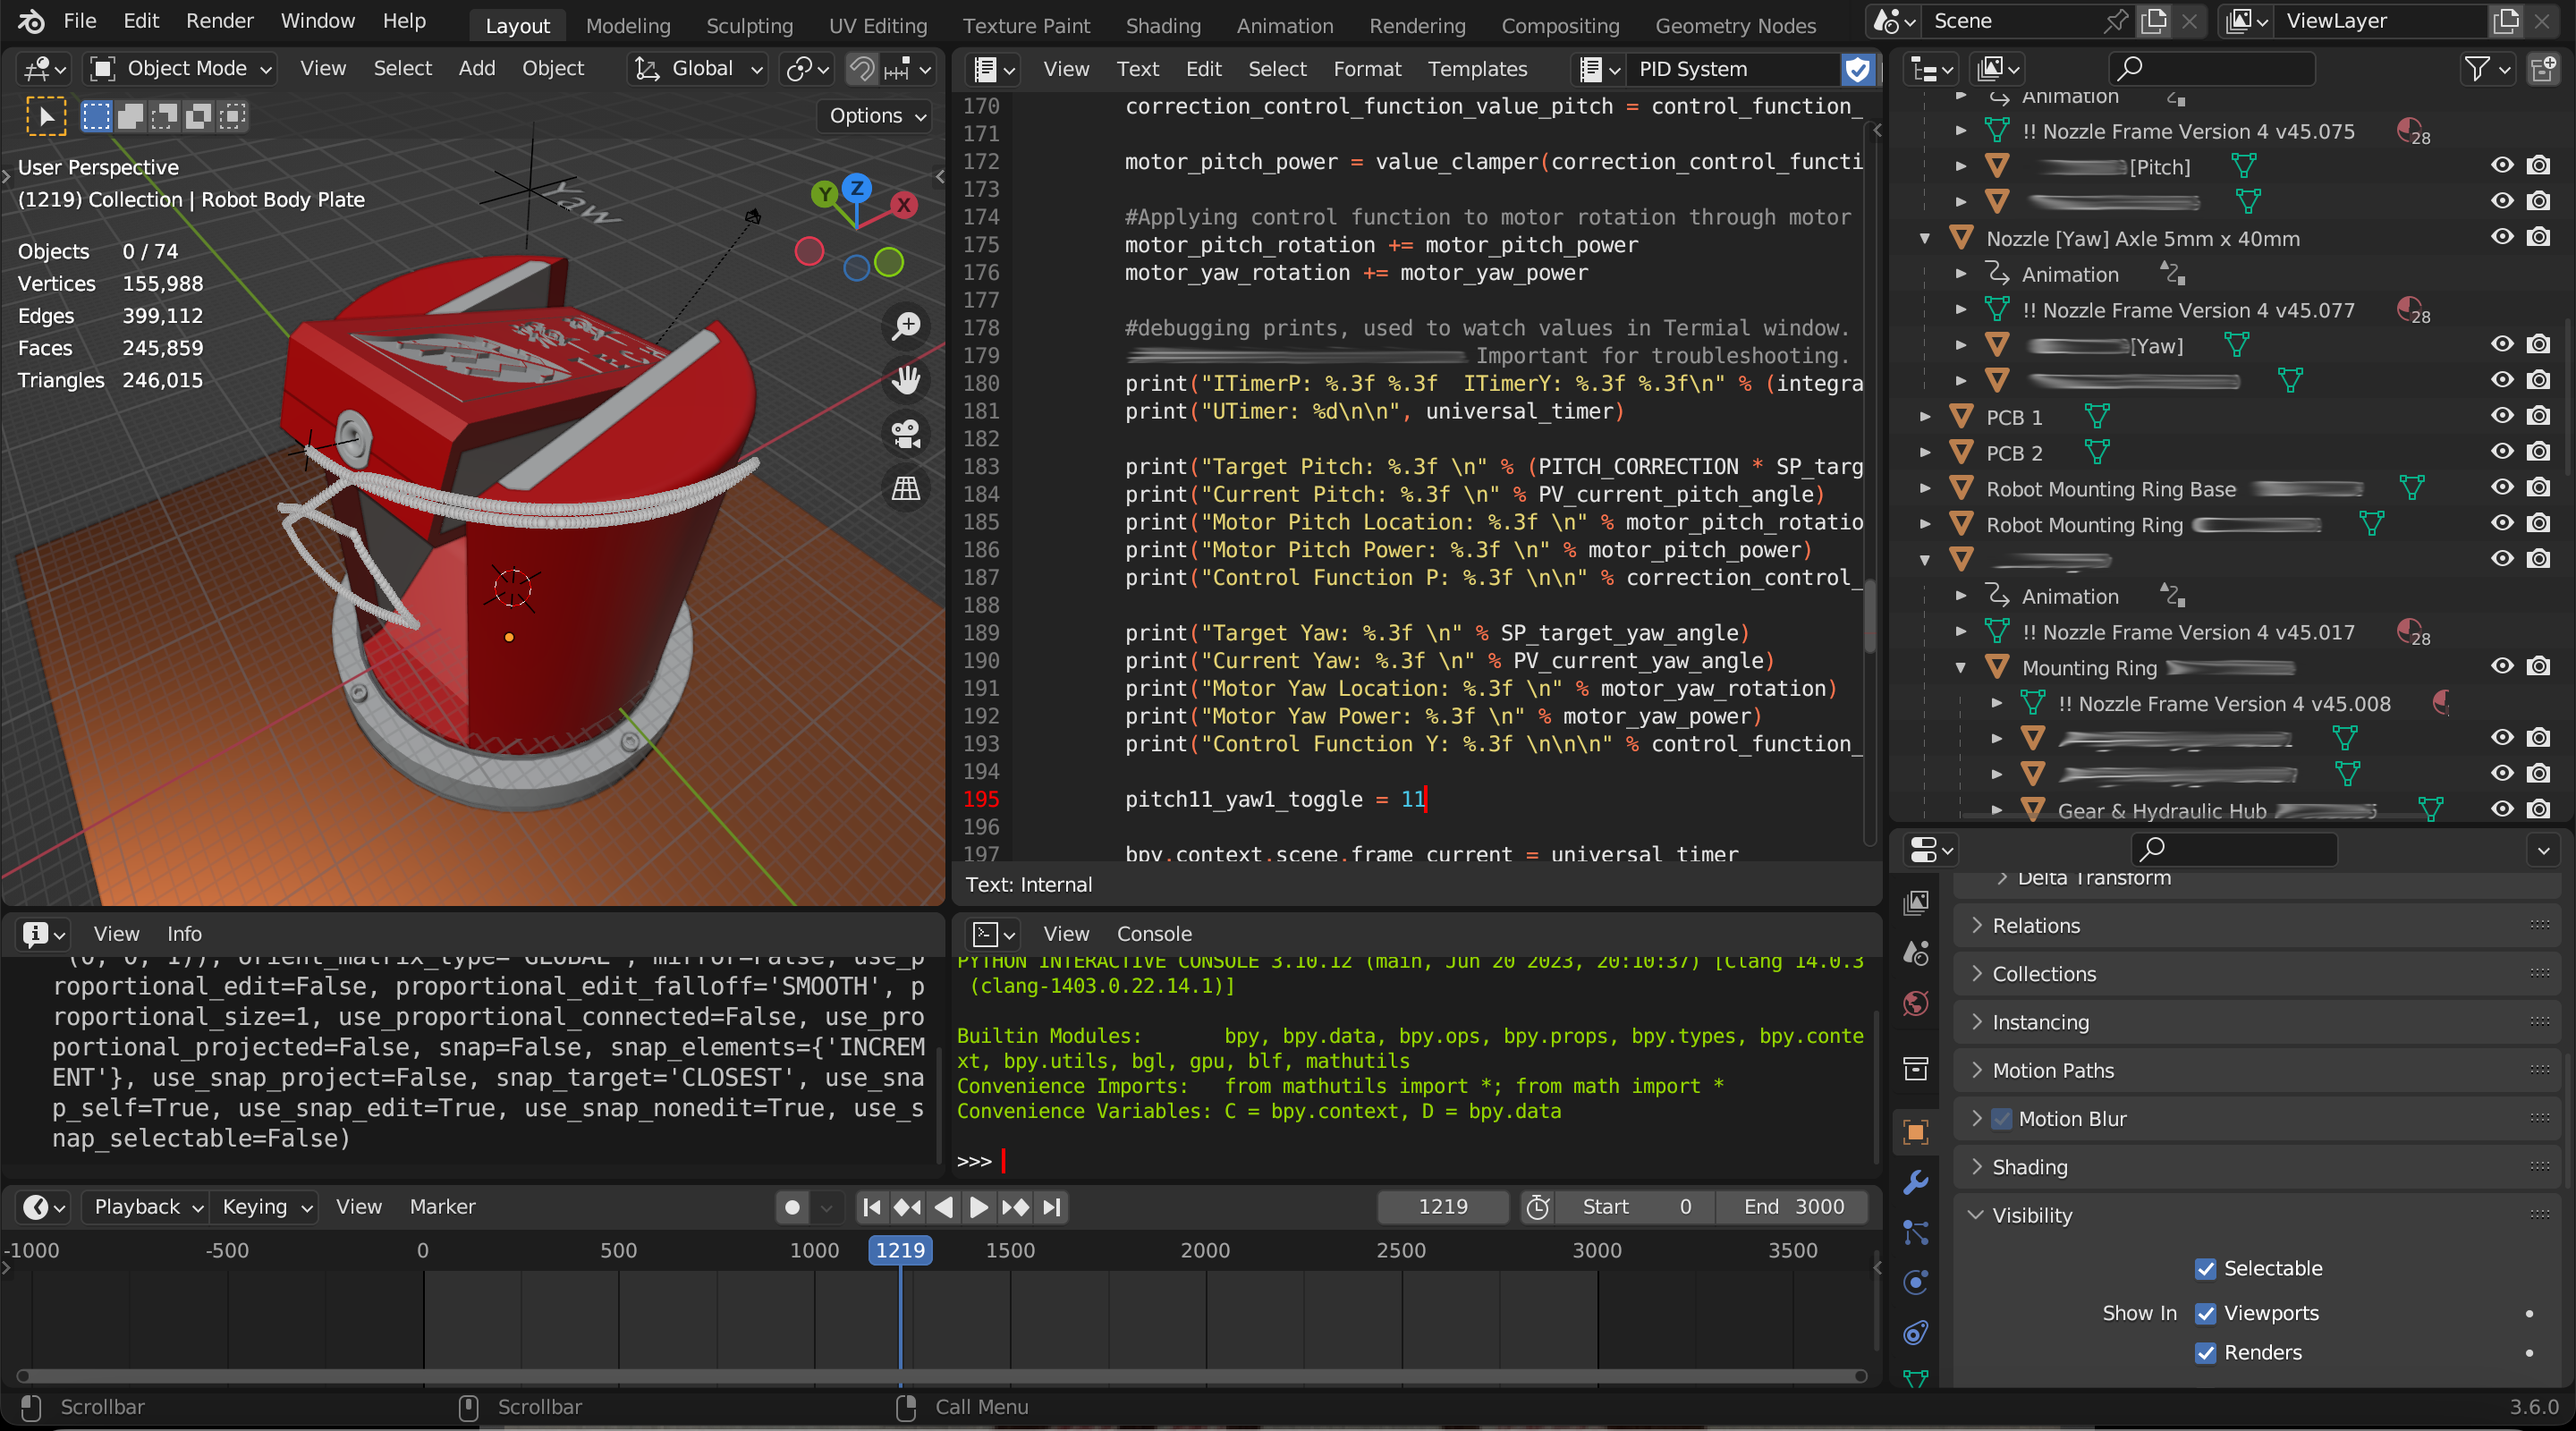 File Edit Render Window Help
Layout Modeling Sculpting UV Editing Texture Paint Shading Animation Rendering Compositing Geometry Nodes
Scene
ViewLayer
Object Mode View Select Add Object Global
Options
User Perspective
(1219) Collection | Robot Body Plate
Objects 0 / 74
Vertices 155,988
Edges 399,112
Faces 245,859
Triangles 246,015
Yaw
Y Z X
View Text Edit Select Format Templates PID System
170 correction_control_function_value_pitch = control_function_
171
172 motor_pitch_power = value_clamper(correction_control_functi
173
174 #Applying control function to motor rotation through motor
175 motor_pitch_rotation += motor_pitch_power
176 motor_yaw_rotation += motor_yaw_power
177
178 #debugging prints, used to watch values in Termial window.
179 Important for troubleshooting.
180 print("ITimerP: %.3f %.3f  ITimerY: %.3f %.3f\n" % (integra
181 print("UTimer: %d\n\n", universal_timer)
182
183 print("Target Pitch: %.3f \n" % (PITCH_CORRECTION * SP_targ
184 print("Current Pitch: %.3f \n" % PV_current_pitch_angle)
185 print("Motor Pitch Location: %.3f \n" % motor_pitch_rotatio
186 print("Motor Pitch Power: %.3f \n" % motor_pitch_power)
187 print("Control Function P: %.3f \n\n" % correction_control_
188
189 print("Target Yaw: %.3f \n" % SP_target_yaw_angle)
190 print("Current Yaw: %.3f \n" % PV_current_yaw_angle)
191 print("Motor Yaw Location: %.3f \n" % motor_yaw_rotation)
192 print("Motor Yaw Power: %.3f \n" % motor_yaw_power)
193 print("Control Function Y: %.3f \n\n\n" % control_function_
194
195 pitch11_yaw1_toggle = 11
196
197 bpy.context.scene.frame_current = universal_timer
Text: Internal
Animation
!! Nozzle Frame Version 4 v45.075 28
[Pitch]
Nozzle [Yaw] Axle 5mm x 40mm
Animation
!! Nozzle Frame Version 4 v45.077 28
[Yaw]
PCB 1
PCB 2
Robot Mounting Ring Base
Robot Mounting Ring
Animation
!! Nozzle Frame Version 4 v45.017 28
Mounting Ring
!! Nozzle Frame Version 4 v45.008
Gear & Hydraulic Hub
View Info
(0, 0, 1)), orient_matrix_type='GLOBAL', mirror=False, use_p
roportional_edit=False, proportional_edit_falloff='SMOOTH', p
roportional_size=1, use_proportional_connected=False, use_pro
portional_projected=False, snap=False, snap_elements={'INCREM
ENT'}, use_snap_project=False, snap_target='CLOSEST', use_sna
p_self=True, use_snap_edit=True, use_snap_nonedit=True, use_s
nap_selectable=False)
View Console
PYTHON INTERACTIVE CONSOLE 3.10.12 (main, Jun 20 2023, 20:10:37) [Clang 14.0.3
(clang-1403.0.22.14.1)]
Builtin Modules: bpy, bpy.data, bpy.ops, bpy.props, bpy.types, bpy.conte
xt, bpy.utils, bgl, gpu, blf, mathutils
Convenience Imports: from mathutils import *; from math import *
Convenience Variables: C = bpy.context, D = bpy.data
>>>
Delta Transform
Relations
Collections
Instancing
Motion Paths
Motion Blur
Shading
Visibility
Selectable
Show In Viewports
Renders
Playback Keying View Marker 1219 Start 0 End 3000
-1000 -500 0 500 1000 1219 1500 2000 2500 3000 3500
Scrollbar Scrollbar Call Menu 3.6.0